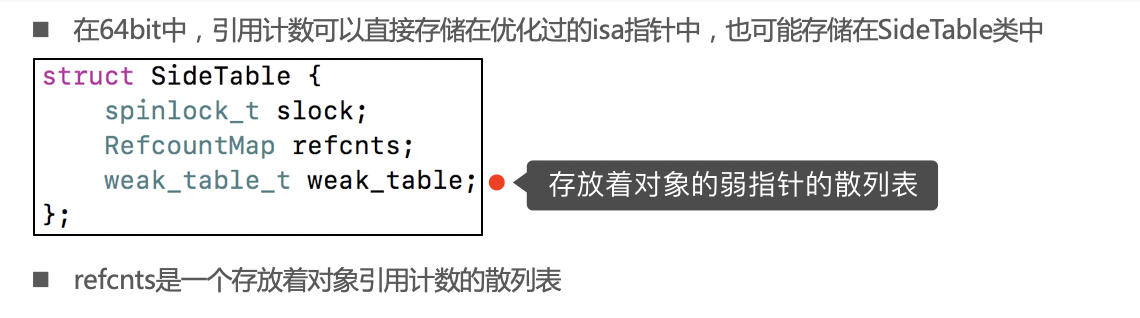 ■ 在64bit中，引用计数可以直接存储在优化过的isa指针中，也可能存储在SideTable类中
struct SideTable {
spinlock_t slock;
RefcountMap refcnts;
weak_table_t weak_table;
存放着对象的弱指针的散列表
};
■ refcnts是一个存放着对象引用计数的散列表